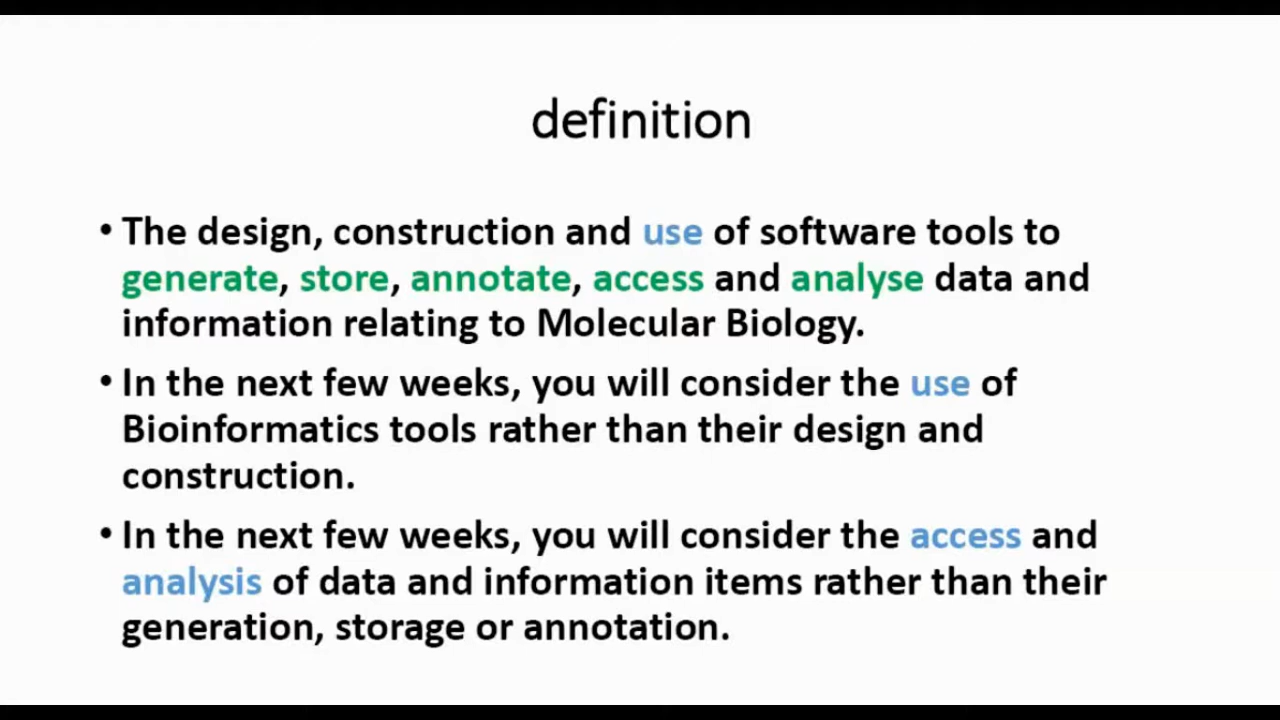 definition
• The design, construction and use of software tools to
generate, store, annotate, access and analyse data and
information relating to Molecular Biology.
• In the next few weeks, you will consider the use of
Bioinformatics tools rather than their design and
construction.
• In the next few weeks, you will consider the access and
analysis of data and information items rather than their
generation, storage or annotation.